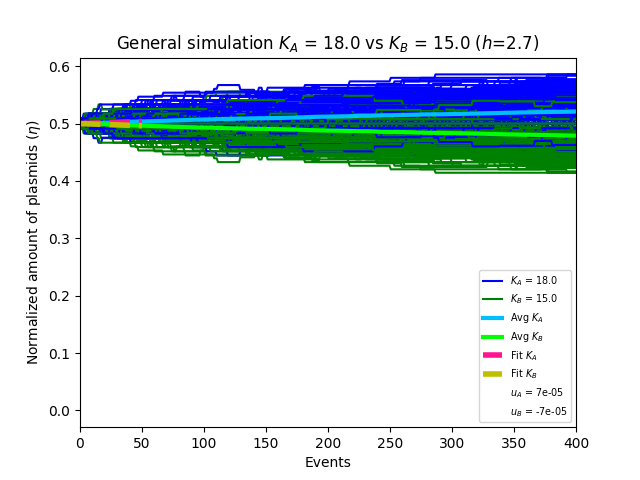 General simulation K_A = 18.0 vs K_B = 15.0 (h=2.7)
Normalized amount of plasmids (η)
0.6
0.5
0.4
0.3
0.2
0.1
0.0
K_A = 18.0
K_B = 15.0
Avg K_A
Avg K_B
Fit K_A
Fit K_B
u_A = 7e-05
u_B = -7e-05
0 50 100 150 200 250 300 350 400
Events